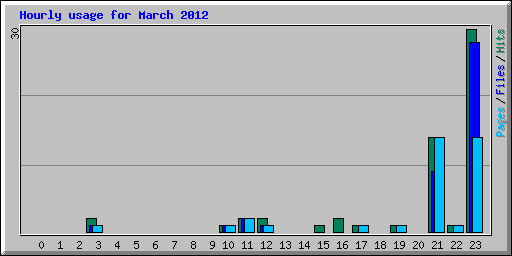 Hourly usage for March 2012
30
Pages/Files/Hits
0 1 2 3 4 5 6 7 8 9 10 11 12 13 14 15 16 17 18 19 20 21 22 23